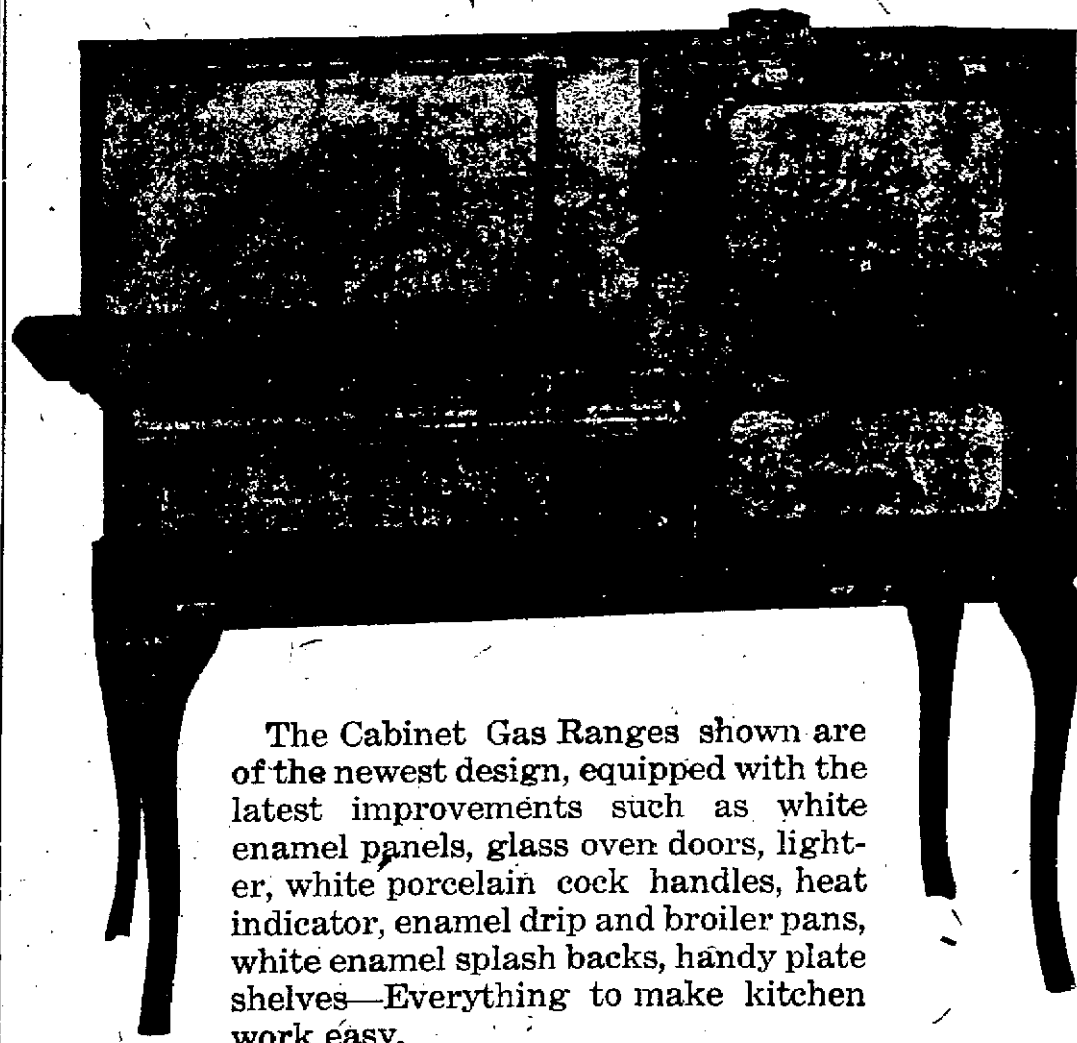 The Cabinet Gas Ranges shown are
of the newest design, equipped with the
latest improvements such as white
enamel panels, glass oven doors, light-
er, white porcelain cock handles, heat
indicator, enamel drip and broiler pans,
white enamel splash backs, handy plate
shelves—Everything to make kitchen
work easy.